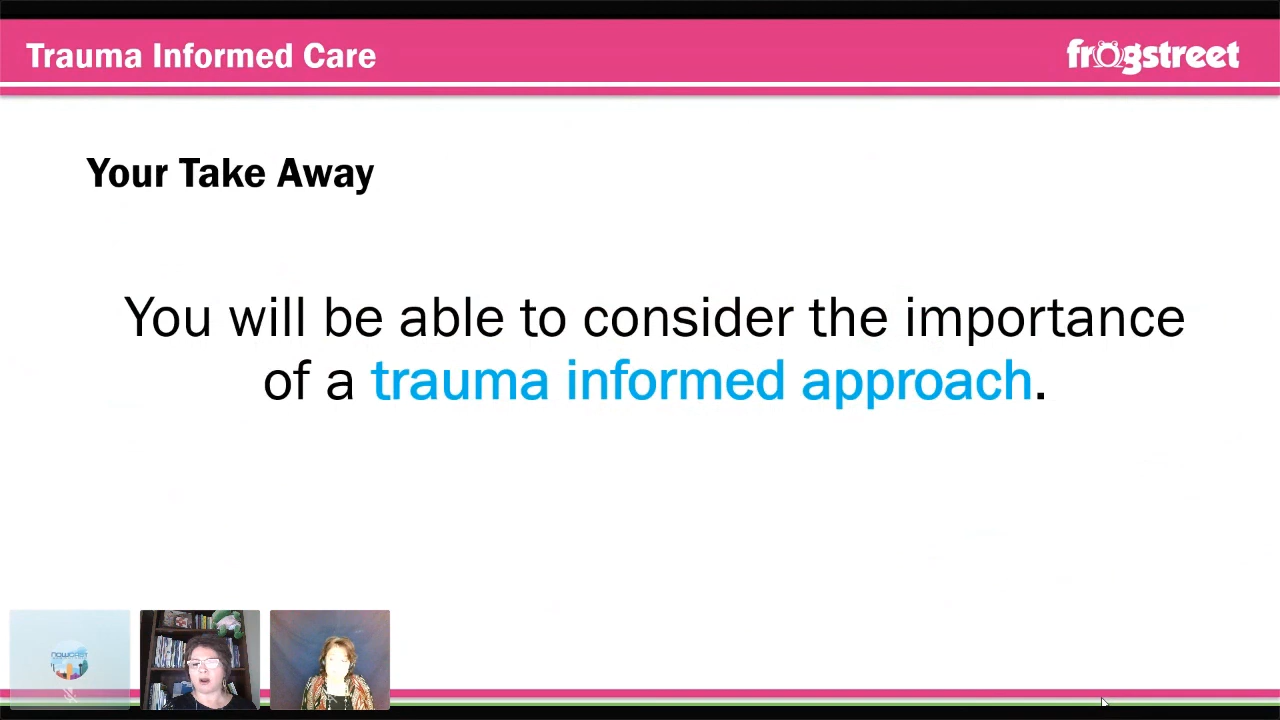 Trauma Informed Care
frogstreet
Your Take Away
You will be able to consider the importance
of a trauma informed approach.
NOWCAST